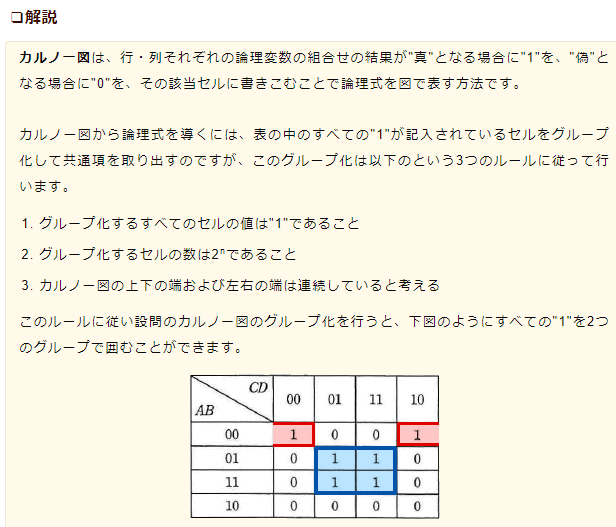 ❏解説
カルノー図は、行・列それぞれの論理変数の組合せの結果が"真"となる場合に"1"を、"偽"と
なる場合に"0"を、その該当セルに書きこむことで論理式を図で表す方法です。
カルノー図から論理式を導くには、表の中のすべての"1"が記入されているセルをグループ
化して共通項を取り出すのですが、このグループ化は以下のという3つのルールに従って行
います。
1. グループ化するすべてのセルの値は"1"であること
2. グループ化するセルの数は2ⁿであること
3. カルノー図の上下の端および左右の端は連続していると考える
このルールに従い設問のカルノー図のグループ化を行うと、下図のようにすべての"1"を2つ
のグループで囲むことができます。
CD 00 01 11 10
AB
00 1 0 0 1
01 0 1 1 0
11 0 1 1 0
10 0 0 0 0